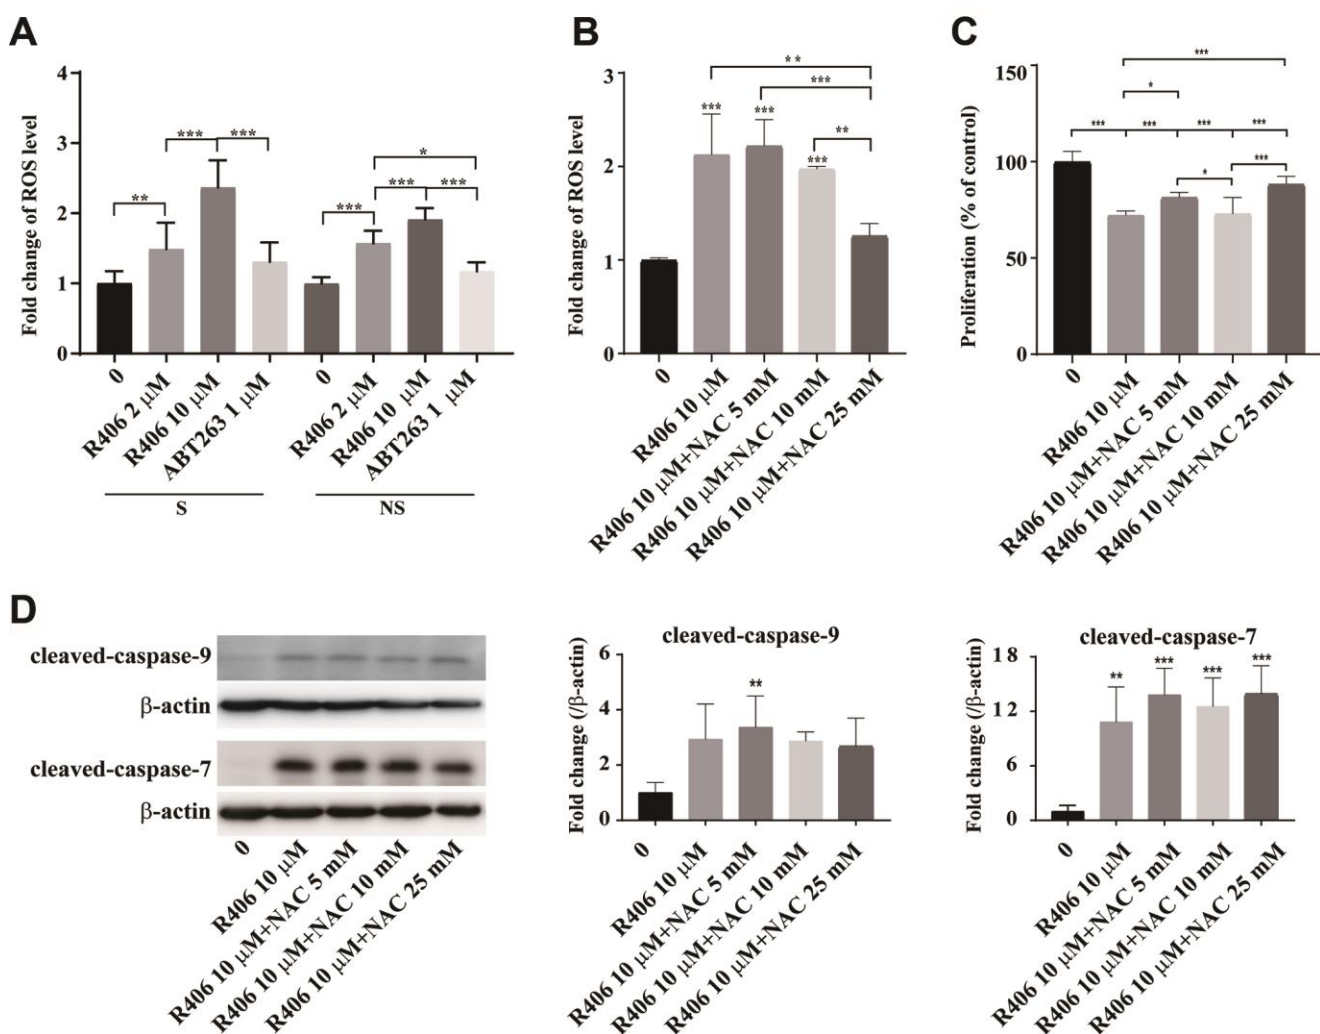 A
Fold change of ROS level
4
3
2
1
0
***
***
**
*
***
***
***
0
R406 2 μM
R406 10 μM
ABT263 1 μM
0
R406 2 μM
R406 10 μM
ABT263 1 μM
S
NS
B
Fold change of ROS level
3
2
1
0
**
***
***
***
**
***
0
R406 10 μM
R406 10 μM+NAC 5 mM
R406 10 μM+NAC 10 mM
R406 10 μM+NAC 25 mM
C
Proliferation (% of control)
150
100
50
0
***
*
***
***
***
***
*
***
0
R406 10 μM
R406 10 μM+NAC 5 mM
R406 10 μM+NAC 10 mM
R406 10 μM+NAC 25 mM
D
cleaved-caspase-9
β-actin
cleaved-caspase-7
β-actin
0
R406 10 μM
R406 10 μM+NAC 5 mM
R406 10 μM+NAC 10 mM
R406 10 μM+NAC 25 mM
cleaved-caspase-9
Fold change (/β-actin)
6
4
2
0
**
0
R406 10 μM
R406 10 μM+NAC 5 mM
R406 10 μM+NAC 10 mM
R406 10 μM+NAC 25 mM
cleaved-caspase-7
Fold change (/β-actin)
18
12
6
0
**
***
***
***
0
R406 10 μM
R406 10 μM+NAC 5 mM
R406 10 μM+NAC 10 mM
R406 10 μM+NAC 25 mM